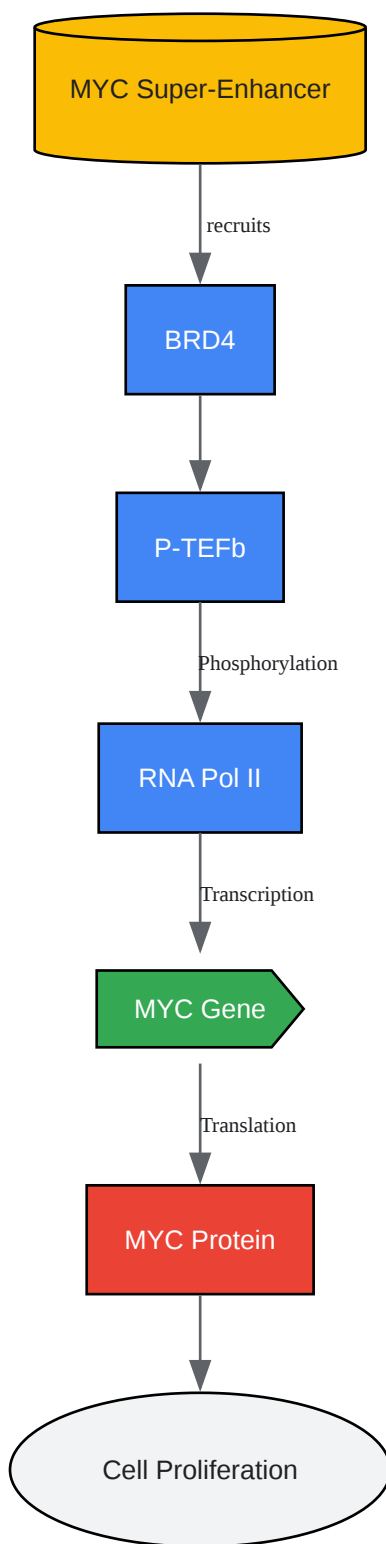 MYC Super-Enhancer
recruits
BRD4
P-TEFb
Phosphorylation
RNA Pol II
Transcription
MYC Gene
Translation
MYC Protein
Cell Proliferation